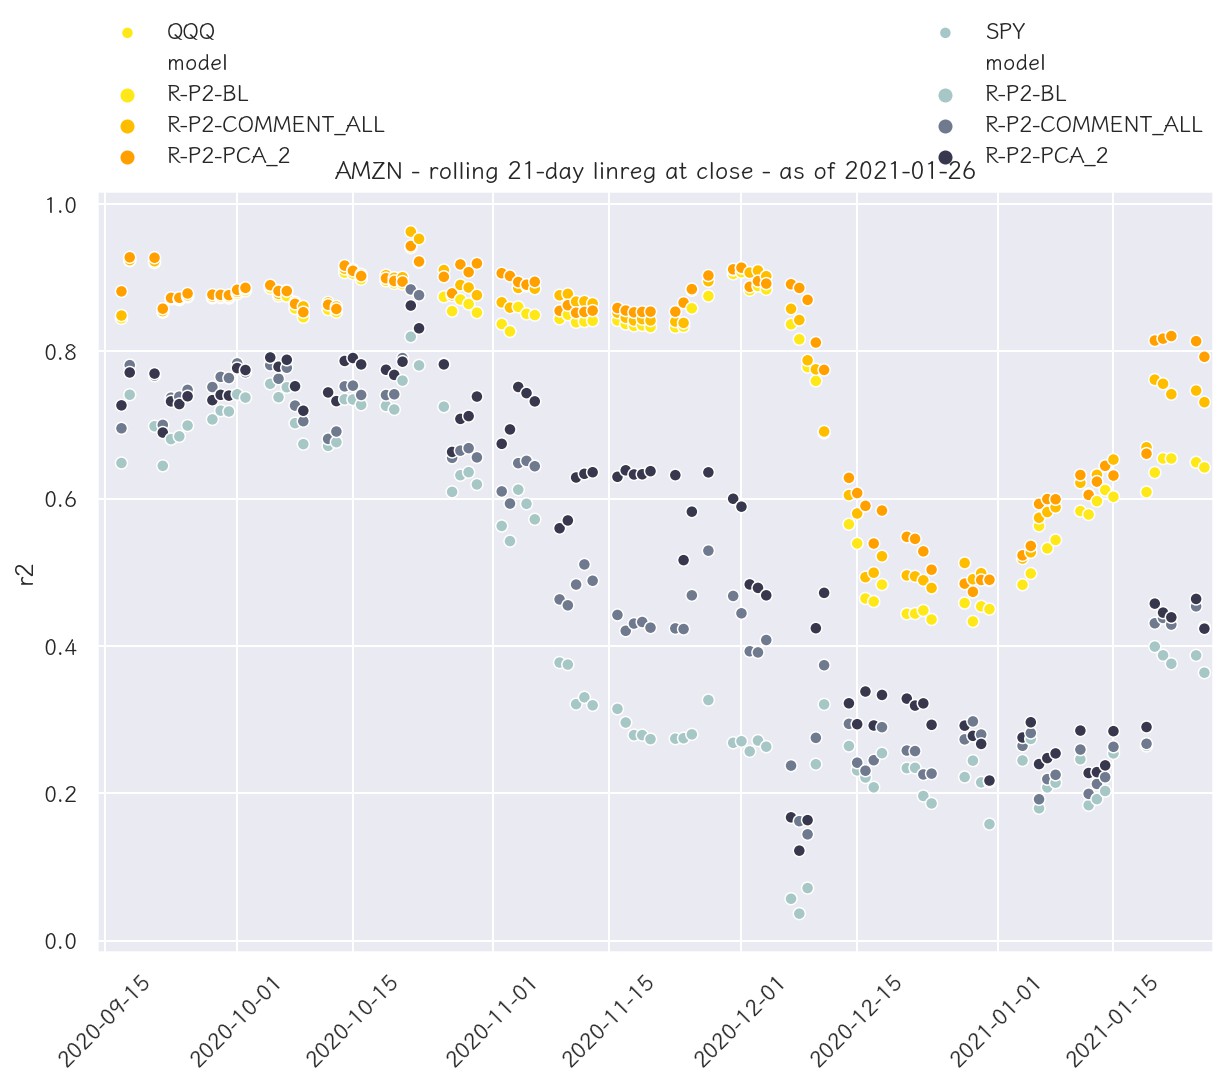 QQQ
model
R-P2-BL
R-P2-COMMENT_ALL
R-P2-PCA_2
SPY
model
R-P2-BL
R-P2-COMMENT_ALL
R-P2-PCA_2
AMZN - rolling 21-day linreg at close - as of 2021-01-26
1.0
0.8
0.6
0.4
0.2
0.0
r2
2020-09-15
2020-10-01
2020-10-15
2020-11-01
2020-11-15
2020-12-01
2020-12-15
2021-01-01
2021-01-15